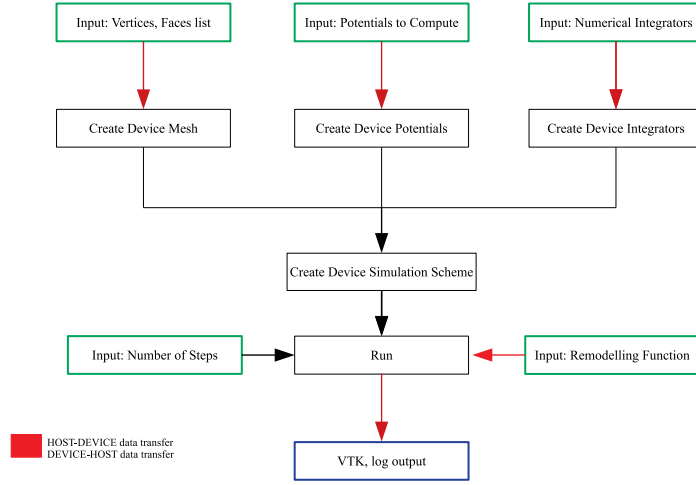 Input: Vertices, Faces list
Input: Potentials to Compute
Input: Numerical Integrators
Create Device Mesh
Create Device Potentials
Create Device Integrators
Create Device Simulation Scheme
Input: Number of Steps
Run
Input: Remodelling Function
HOST-DEVICE data transfer
DEVICE-HOST data transfer
VTK, log output